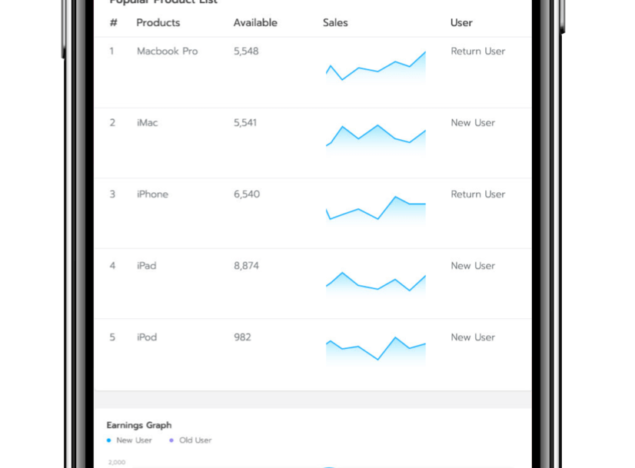 Popular Product List
# Products Available Sales User
1 Macbook Pro 5,548 Return User
2 iMac 5,541 New User
3 iPhone 6,540 Return User
4 iPad 8,874 New User
5 iPod 982 New User
Earnings Graph
New User Old User
2,000